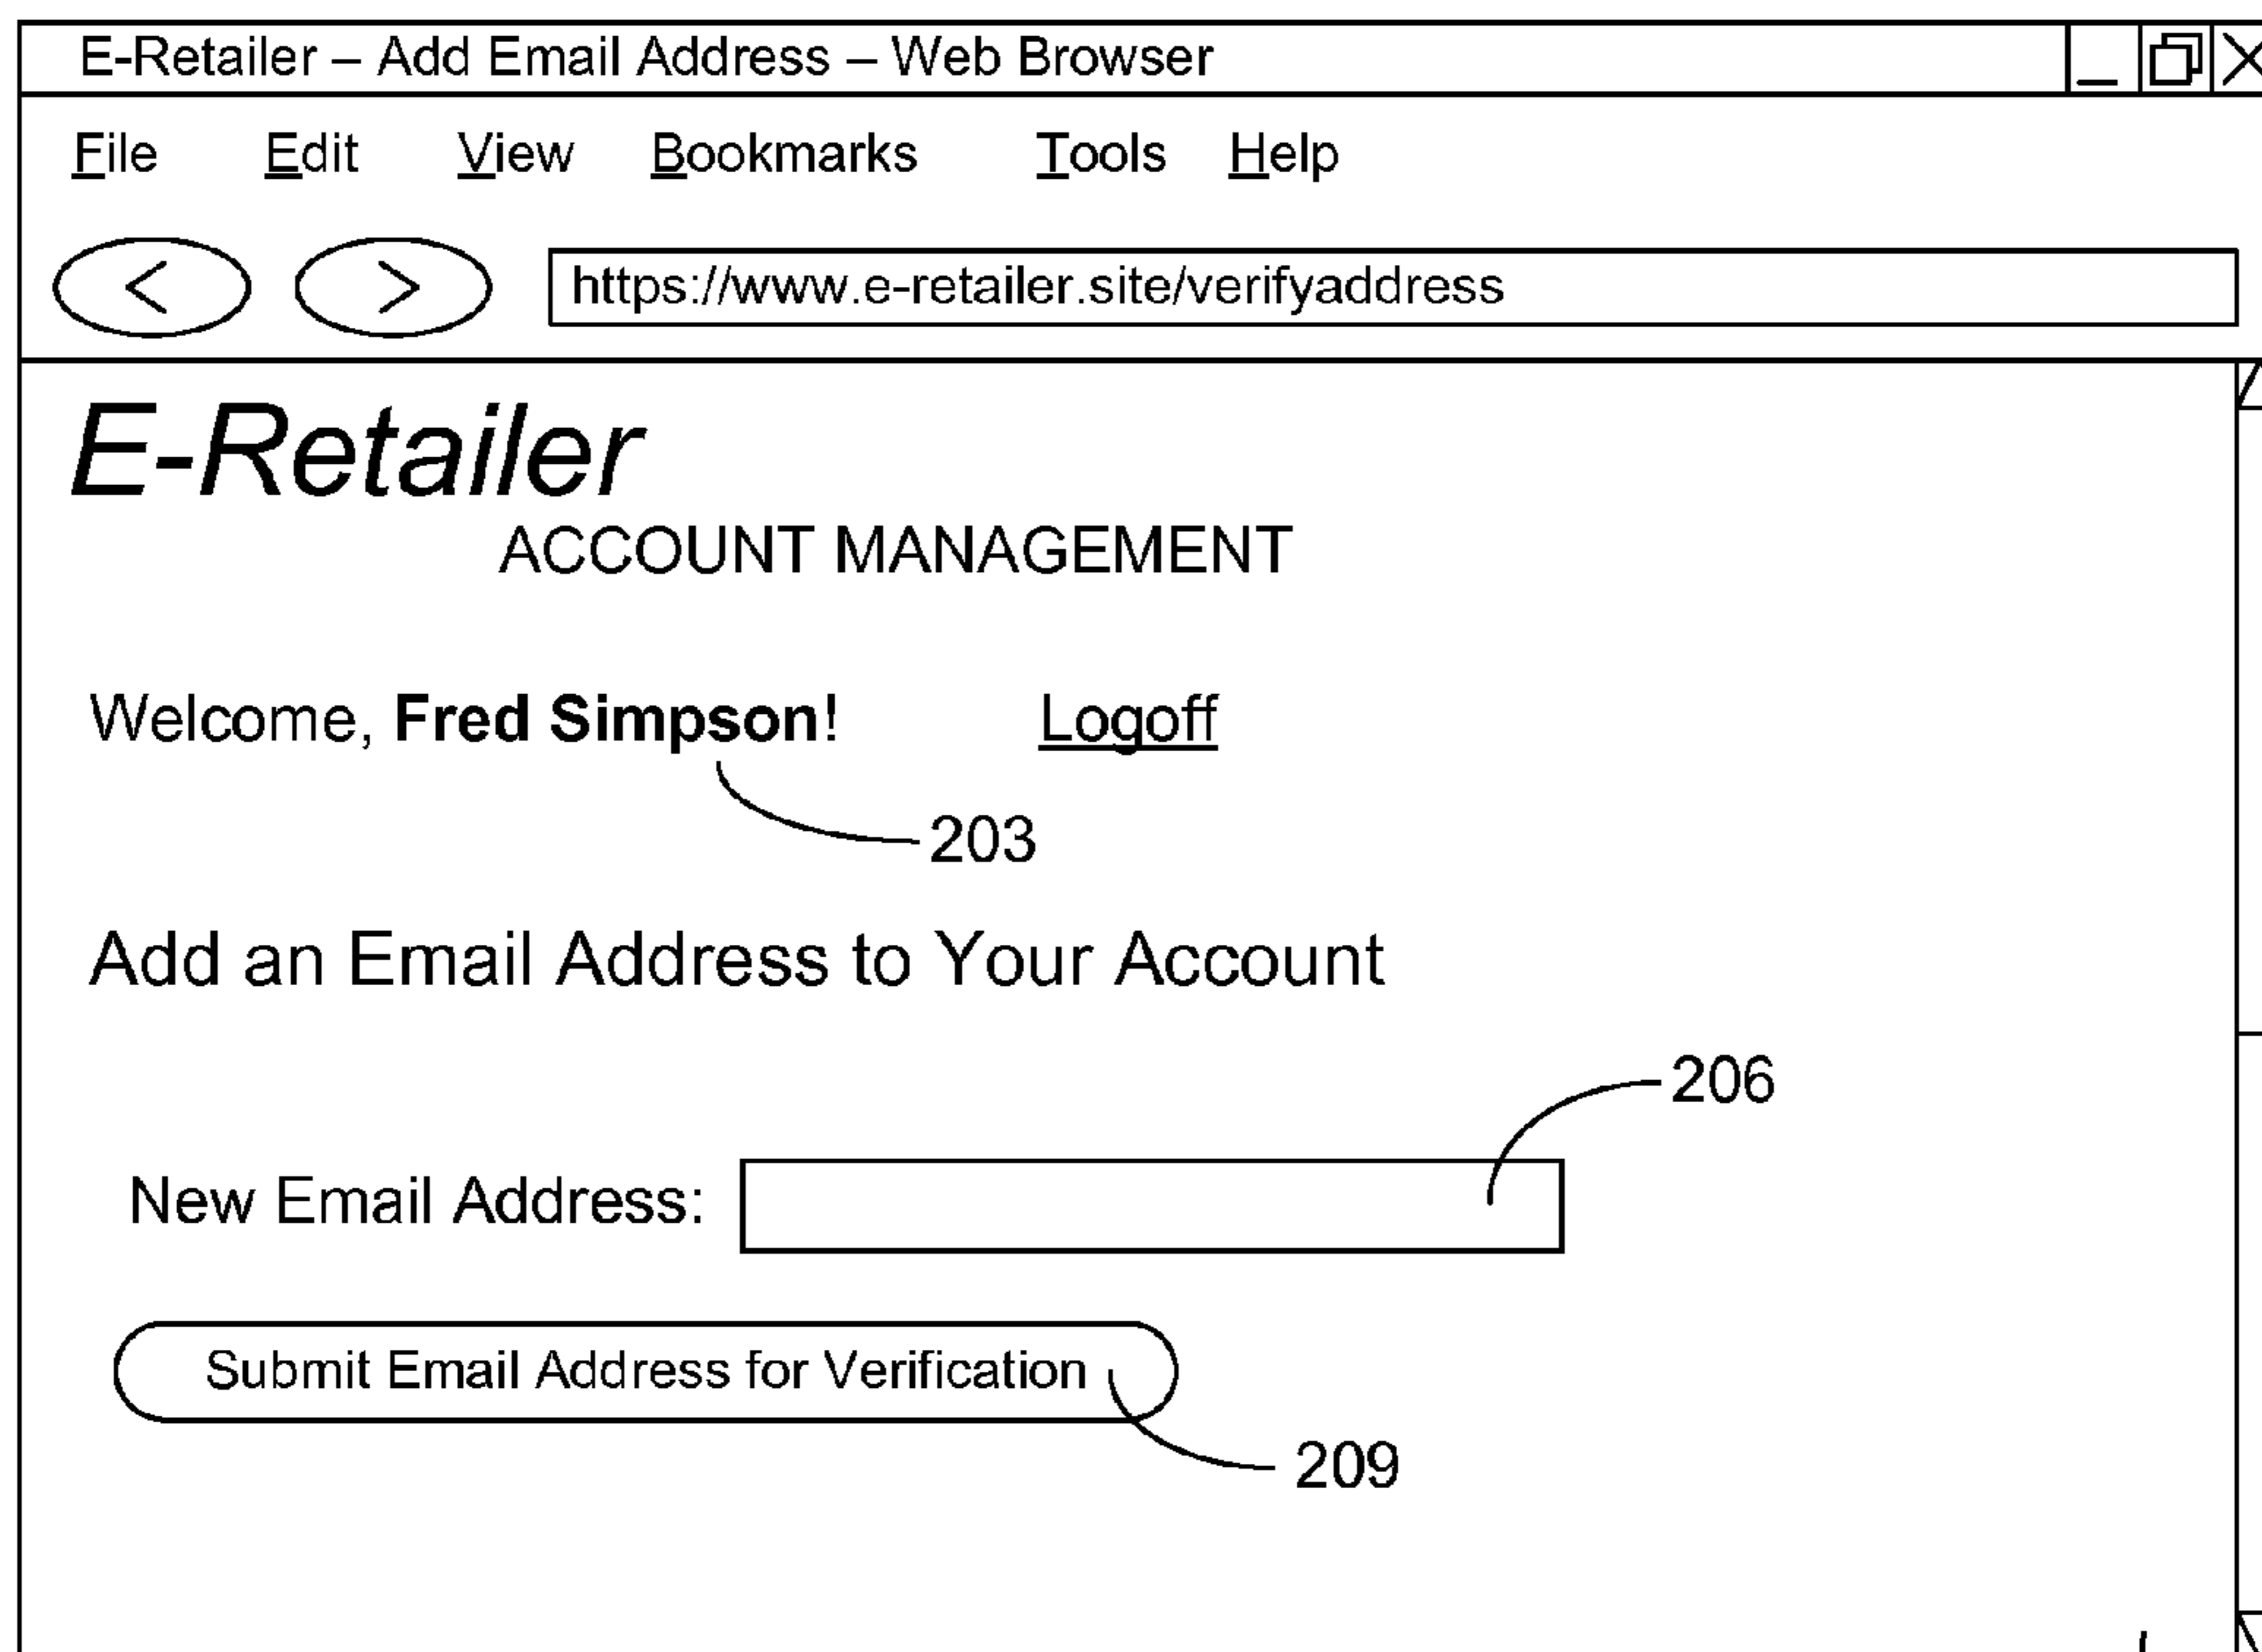 E-Retailer – Add Email Address – Web Browser
File Edit View Bookmarks Tools Help
< > https://www.e-retailer.site/verifyaddress
E-Retailer
ACCOUNT MANAGEMENT
Welcome, Fred Simpson! Logoff
203
Add an Email Address to Your Account
206
New Email Address:
Submit Email Address for Verification
209